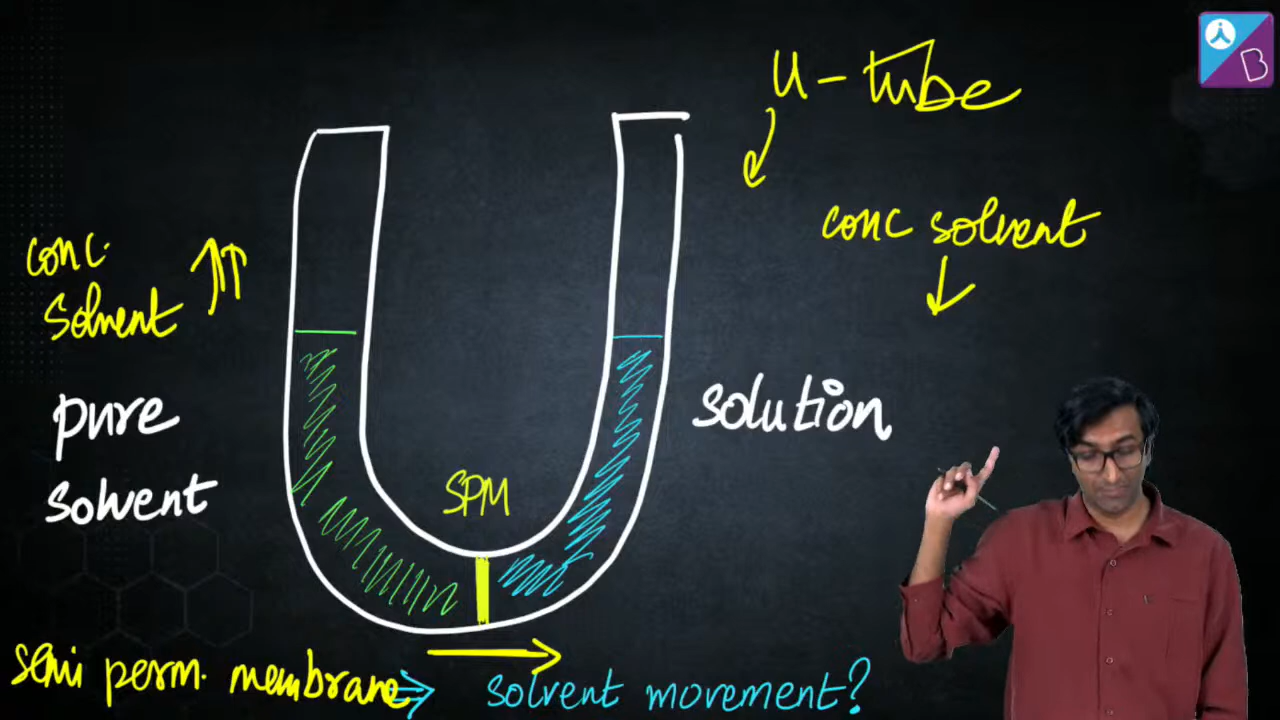 U-tube
conc solvent
conc.
solvent
pure
solvent
solution
SPM
semi perm. membrane
solvent movement?
B